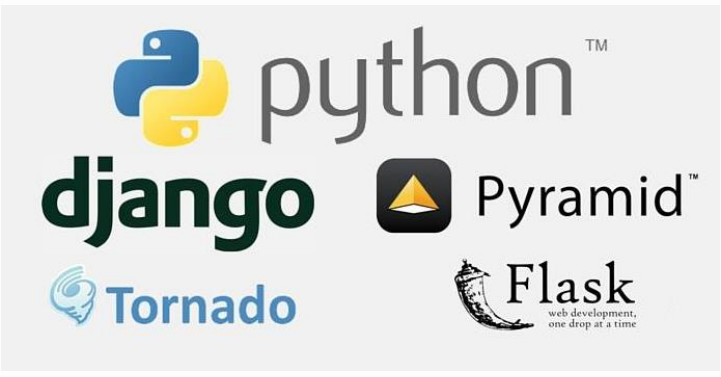 python™
django
Pyramid™
Tornado
Flask
web development,
one drop at a time